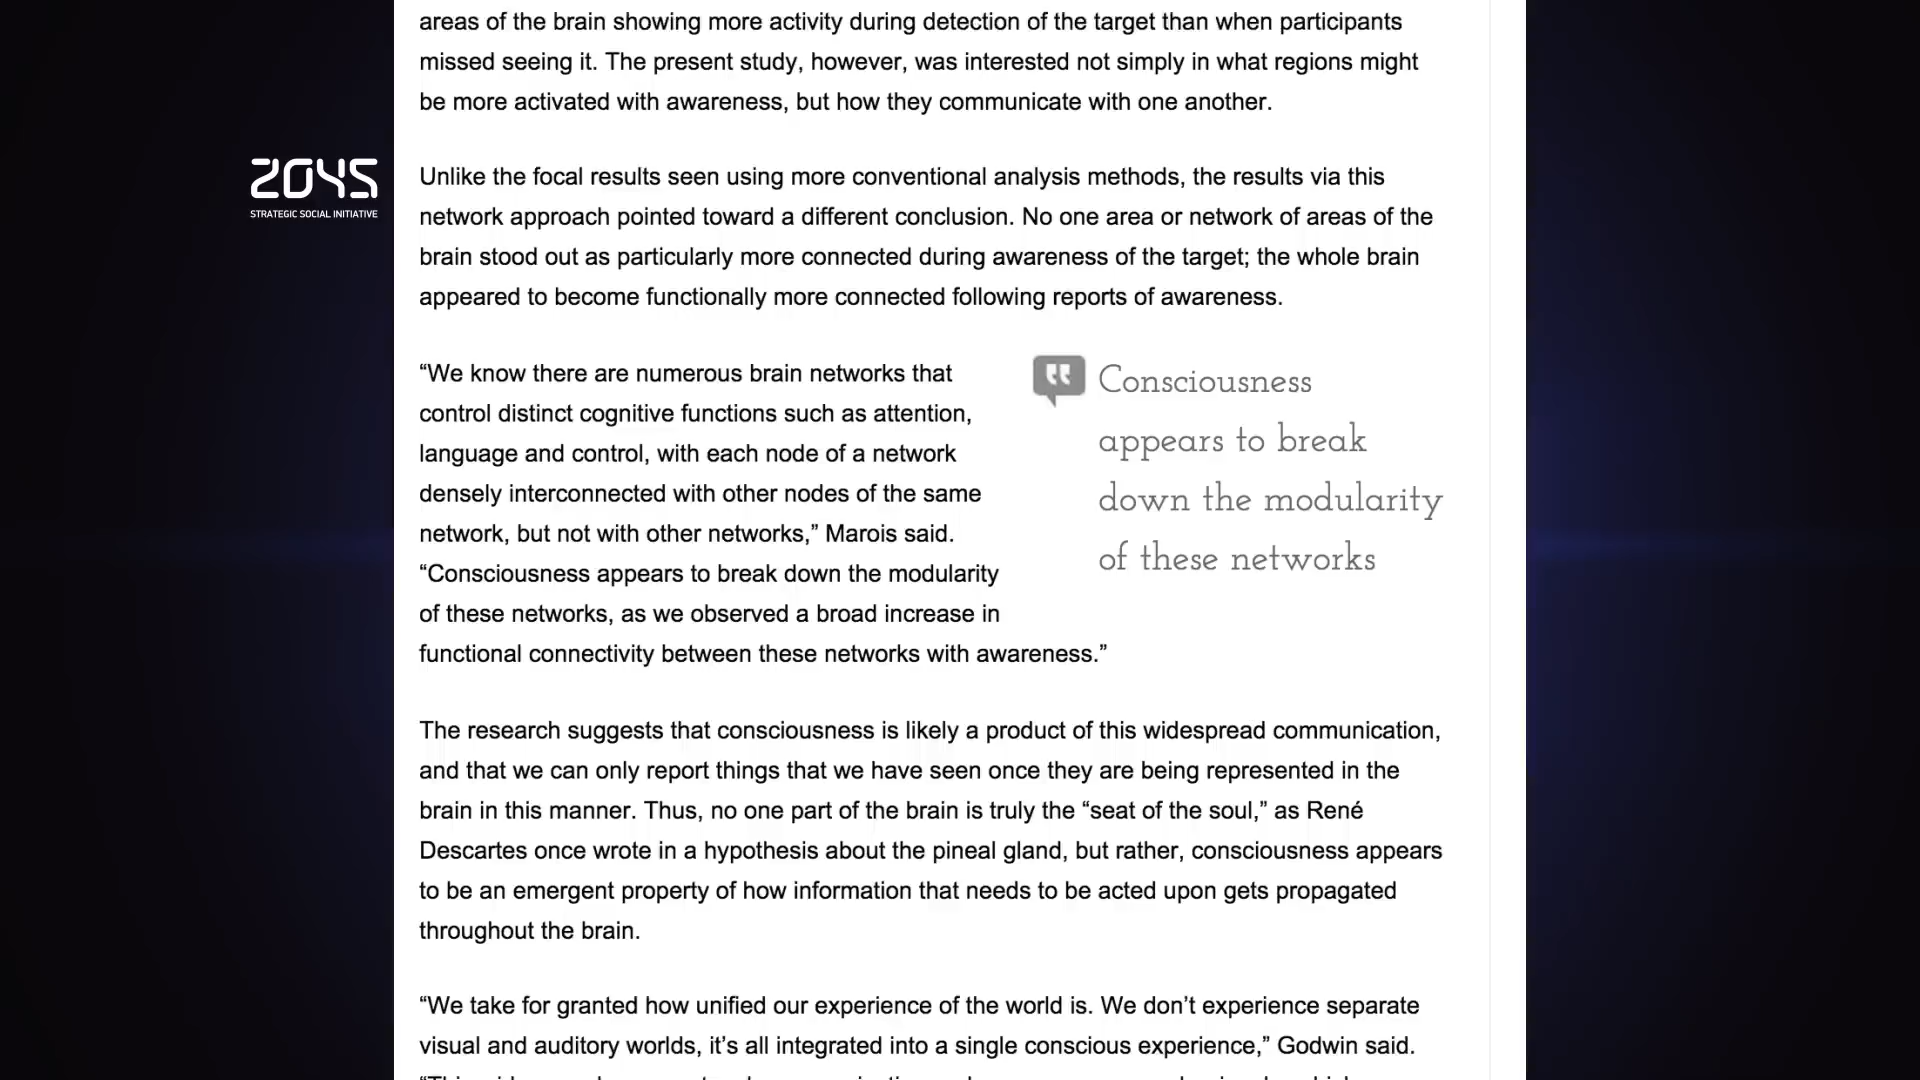 areas of the brain showing more activity during detection of the target than when participants
missed seeing it. The present study, however, was interested not simply in what regions might
be more activated with awareness, but how they communicate with one another.
2045
STRATEGIC SOCIAL INITIATIVE
Unlike the focal results seen using more conventional analysis methods, the results via this
network approach pointed toward a different conclusion. No one area or network of areas of the
brain stood out as particularly more connected during awareness of the target; the whole brain
appeared to become functionally more connected following reports of awareness.
“We know there are numerous brain networks that
control distinct cognitive functions such as attention,
language and control, with each node of a network
densely interconnected with other nodes of the same
network, but not with other networks,” Marois said.
“Consciousness appears to break down the modularity
of these networks, as we observed a broad increase in
functional connectivity between these networks with awareness.”
Consciousness
appears to break
down the modularity
of these networks
The research suggests that consciousness is likely a product of this widespread communication,
and that we can only report things that we have seen once they are being represented in the
brain in this manner. Thus, no one part of the brain is truly the “seat of the soul,” as René
Descartes once wrote in a hypothesis about the pineal gland, but rather, consciousness appears
to be an emergent property of how information that needs to be acted upon gets propagated
throughout the brain.
“We take for granted how unified our experience of the world is. We don’t experience separate
visual and auditory worlds, it’s all integrated into a single conscious experience,” Godwin said.